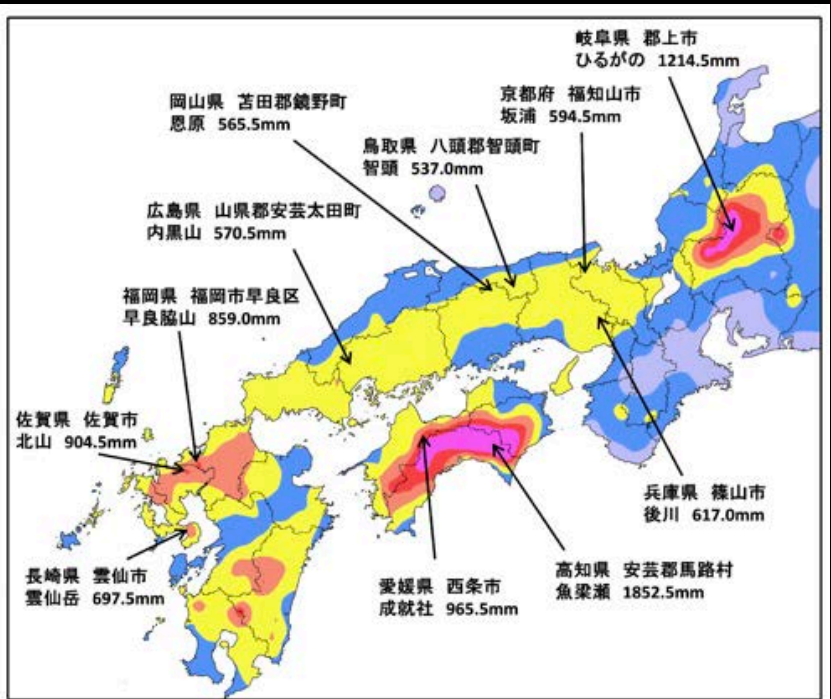 岐阜県 郡上市
ひるがの 1214.5mm
岡山県 苫田郡鏡野町
恩原 565.5mm
京都府 福知山市
坂浦 594.5mm
鳥取県 八頭郡智頭町
智頭 537.0mm
広島県 山県郡安芸太田町
内黒山 570.5mm
福岡県 福岡市早良区
早良脇山 859.0mm
佐賀県 佐賀市
北山 904.5mm
兵庫県 篠山市
後川 617.0mm
長崎県 雲仙市
雲仙岳 697.5mm
愛媛県 西条市
成就社 965.5mm
高知県 安芸郡馬路村
魚梁瀬 1852.5mm